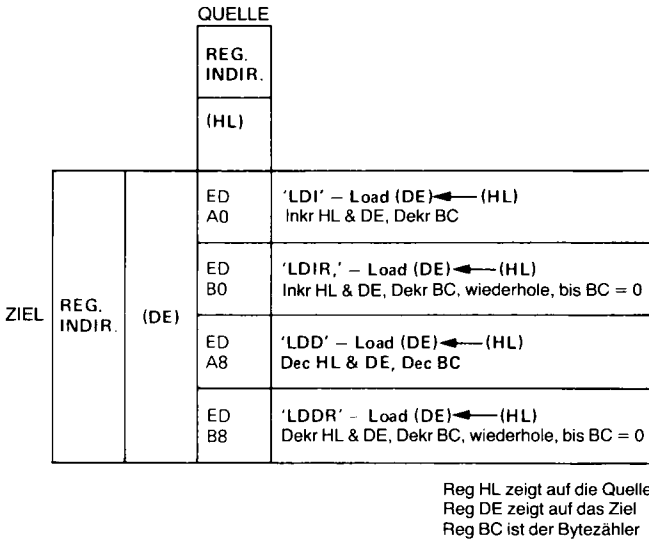 QUELLE
REG.
INDIR.
(HL)
ED
A0
'LDI' – Load (DE)◄—(HL)
Inkr HL & DE, Dekr BC
ED
B0
'LDIR,' – Load (DE)◄—(HL)
Inkr HL & DE, Dekr BC, wiederhole, bis BC = 0
ZIEL
REG.
INDIR.
(DE)
ED
A8
'LDD' – Load (DE)◄—(HL)
Dec HL & DE, Dec BC
ED
B8
'LDDR' – Load (DE)◄—(HL)
Dekr HL & DE, Dekr BC, wiederhole, bis BC = 0
Reg HL zeigt auf die Quelle
Reg DE zeigt auf das Ziel
Reg BC ist der Bytezähler